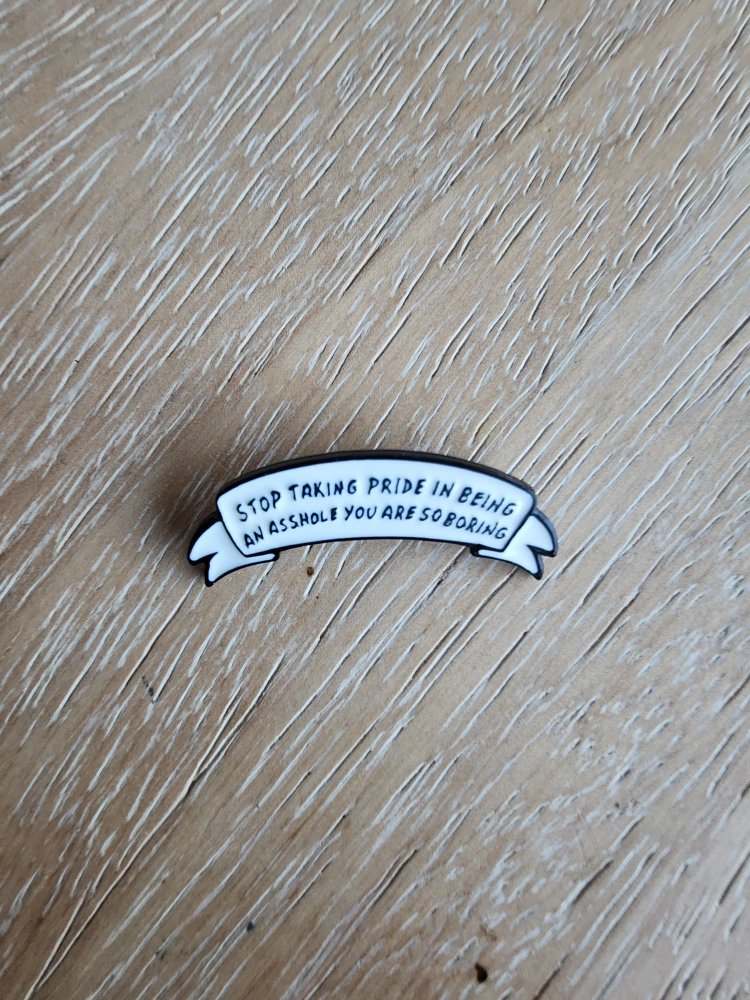 STOP TAKING PRIDE IN BEING
AN ASSHOLE YOU ARE SO BORING